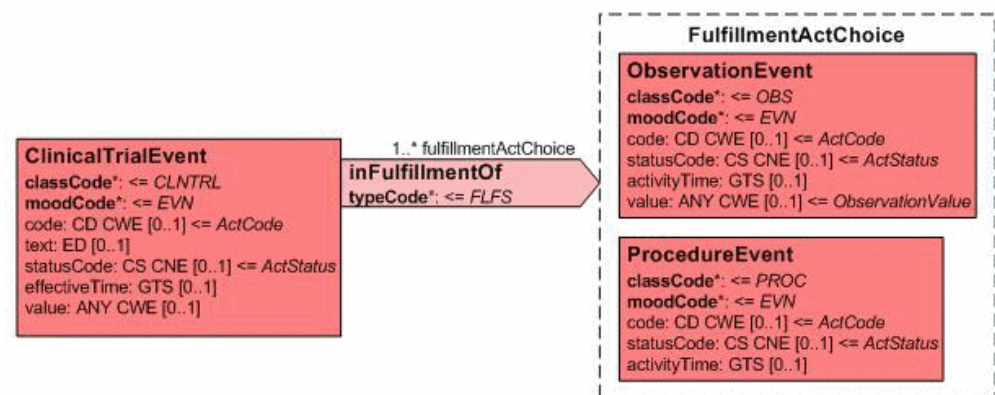 ClinicalTrialEvent
classCode*: <= CLNTRL
moodCode*: <= EVN
code: CD CWE [0..1] <= ActCode
text: ED [0..1]
statusCode: CS CNE [0..1] <= ActStatus
effectiveTime: GTS [0..1]
value: ANY CWE [0..1]
1..* fulfillmentActChoice
inFulfillmentOf
typeCode*: <= FLFS
FulfillmentActChoice
ObservationEvent
classCode*: <= OBS
moodCode*: <= EVN
code: CD CWE [0..1] <= ActCode
statusCode: CS CNE [0..1] <= ActStatus
activityTime: GTS [0..1]
value: ANY CWE [0..1] <= ObservationValue
ProcedureEvent
classCode*: <= PROC
moodCode*: <= EVN
code: CD CWE [0..1] <= ActCode
statusCode: CS CNE [0..1] <= ActStatus
activityTime: GTS [0..1]